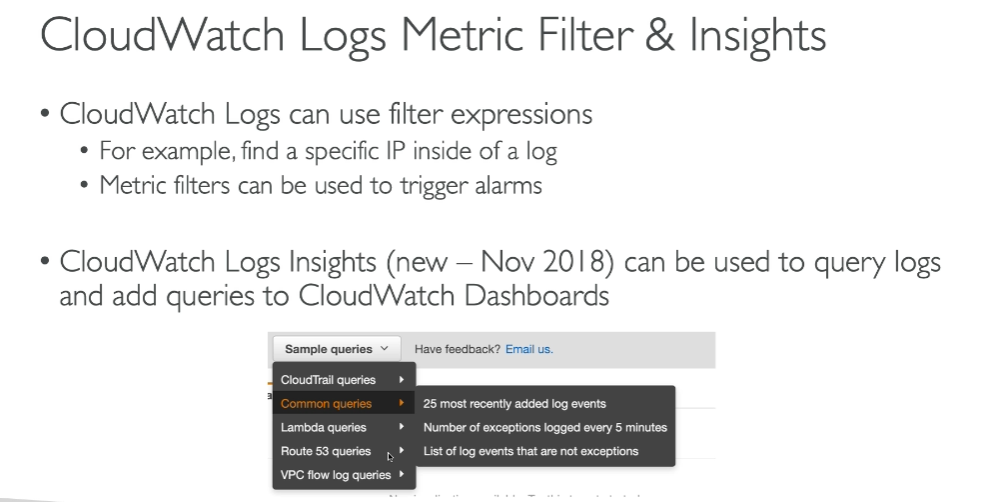 CloudWatch Logs Metric Filter & Insights
• CloudWatch Logs can use filter expressions
• For example, find a specific IP inside of a log
• Metric filters can be used to trigger alarms
• CloudWatch Logs Insights (new – Nov 2018) can be used to query logs
and add queries to CloudWatch Dashboards
Sample queries
Have feedback? Email us.
CloudTrail queries
Common queries
Lambda queries
Route 53 queries
VPC flow log queries
25 most recently added log events
Number of exceptions logged every 5 minutes
List of log events that are not exceptions